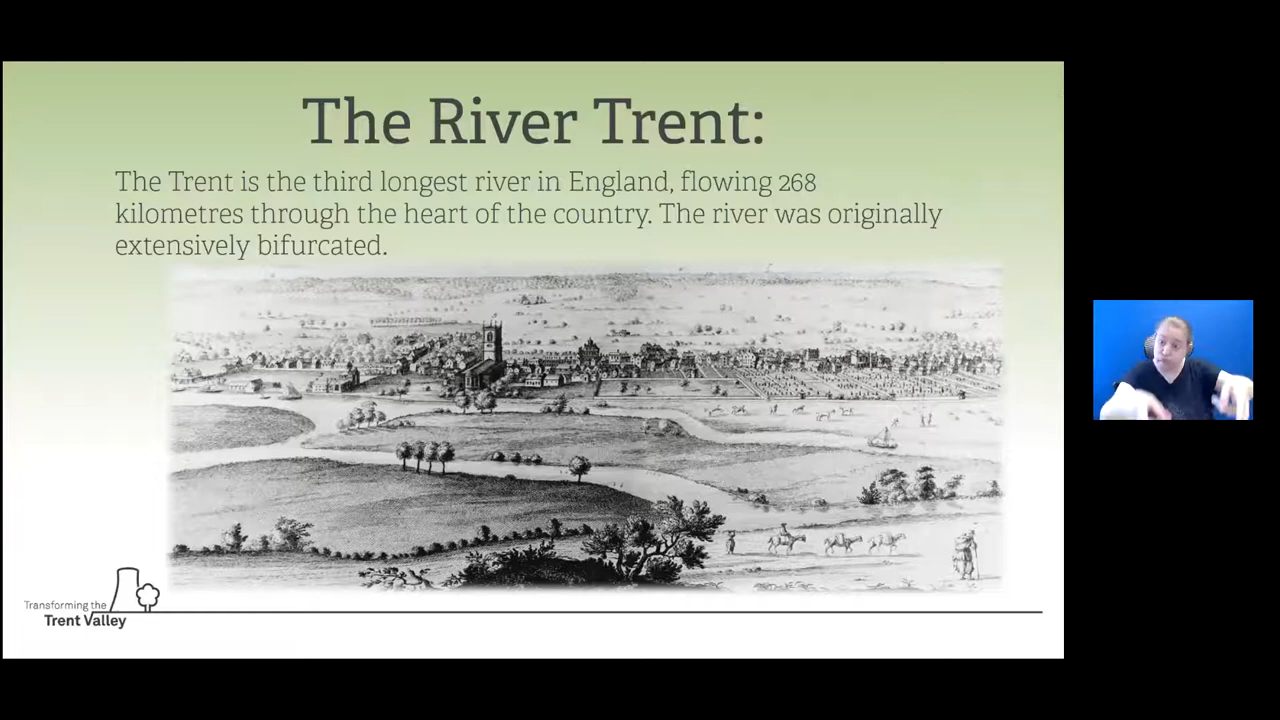 The River Trent:
The Trent is the third longest river in England, flowing 268
kilometres through the heart of the country. The river was originally
extensively bifurcated.
Transforming the
Trent Valley